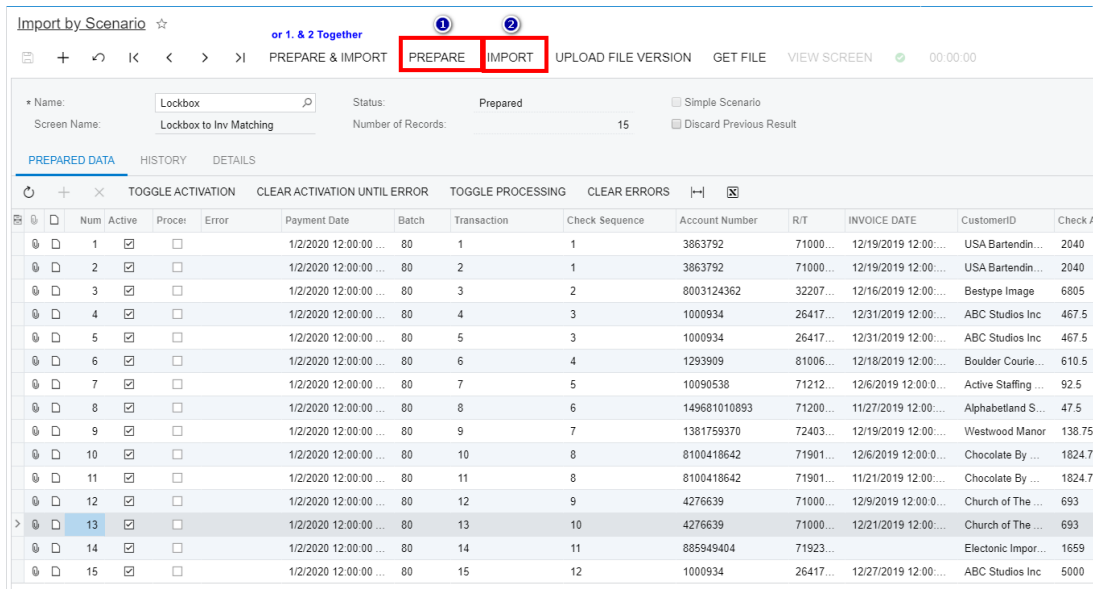 Import by Scenario
or 1. & 2 Together
1 2
PREPARE & IMPORT PREPARE IMPORT UPLOAD FILE VERSION GET FILE VIEW SCREEN 00:00:00
* Name: Lockbox Status: Prepared Simple Scenario
Screen Name: Lockbox to Inv Matching Number of Records: 15 Discard Previous Result
PREPARED DATA HISTORY DETAILS
TOGGLE ACTIVATION CLEAR ACTIVATION UNTIL ERROR TOGGLE PROCESSING CLEAR ERRORS
Num Active Proces Error Payment Date Batch Transaction Check Sequence Account Number R/T INVOICE DATE CustomerID Check A
1 1/2/2020 12:00:00 ... 80 1 1 3863792 71000... 12/19/2019 12:00:... USA Bartendin... 2040
2 1/2/2020 12:00:00 ... 80 2 1 3863792 71000... 12/19/2019 12:00:... USA Bartendin... 2040
3 1/2/2020 12:00:00 ... 80 3 2 8003124362 32207... 12/16/2019 12:00:... Bestype Image 6805
4 1/2/2020 12:00:00 ... 80 4 3 1000934 26417... 12/31/2019 12:00:... ABC Studios Inc 467.5
5 1/2/2020 12:00:00 ... 80 5 3 1000934 26417... 12/31/2019 12:00:... ABC Studios Inc 467.5
6 1/2/2020 12:00:00 ... 80 6 4 1293909 81006... 12/18/2019 12:00:... Boulder Courie... 610.5
7 1/2/2020 12:00:00 ... 80 7 5 10090538 71212... 12/6/2019 12:00:0... Active Staffing ... 92.5
8 1/2/2020 12:00:00 ... 80 8 6 149681010893 71200... 11/27/2019 12:00:... Alphabetland S... 47.5
9 1/2/2020 12:00:00 ... 80 9 7 1381759370 72403... 12/19/2019 12:00:... Westwood Manor 138.75
10 1/2/2020 12:00:00 ... 80 10 8 8100418642 71901... 12/6/2019 12:00:0... Chocolate By ... 1824.7
11 1/2/2020 12:00:00 ... 80 11 8 8100418642 71901... 11/21/2019 12:00:... Chocolate By ... 1824.7
12 1/2/2020 12:00:00 ... 80 12 9 4276639 71000... 12/9/2019 12:00:0... Church of The ... 693
13 1/2/2020 12:00:00 ... 80 13 10 4276639 71000... 12/21/2019 12:00:... Church of The ... 693
14 1/2/2020 12:00:00 ... 80 14 11 885949404 71923... Electonic Impor... 1659
15 1/2/2020 12:00:00 ... 80 15 12 1000934 26417... 12/27/2019 12:00:... ABC Studios Inc 5000